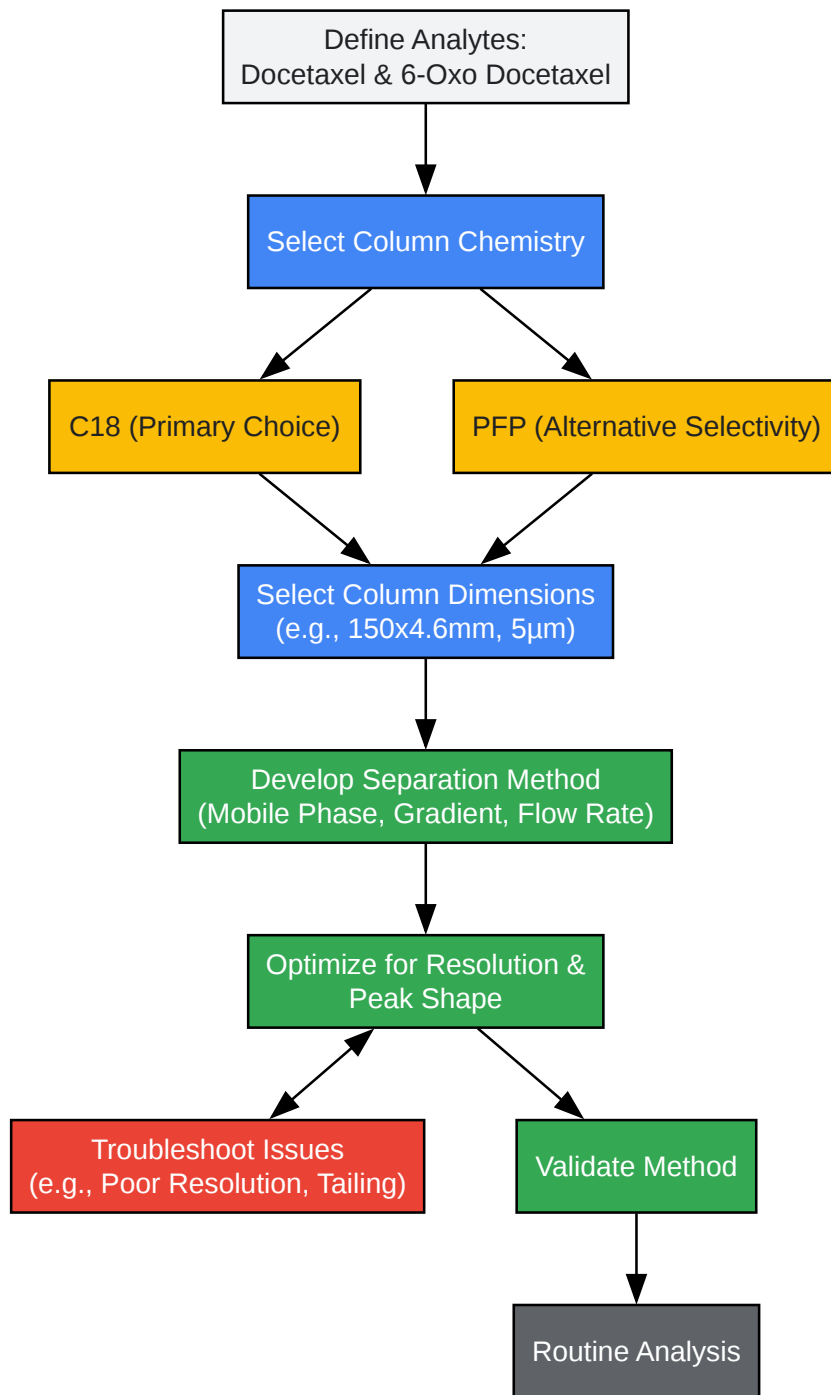 Define Analytes:
Docetaxel & 6-Oxo Docetaxel
Select Column Chemistry
C18 (Primary Choice)
PFP (Alternative Selectivity)
Select Column Dimensions
(e.g., 150x4.6mm, 5µm)
Develop Separation Method
(Mobile Phase, Gradient, Flow Rate)
Optimize for Resolution &
Peak Shape
Troubleshoot Issues
(e.g., Poor Resolution, Tailing)
Validate Method
Routine Analysis